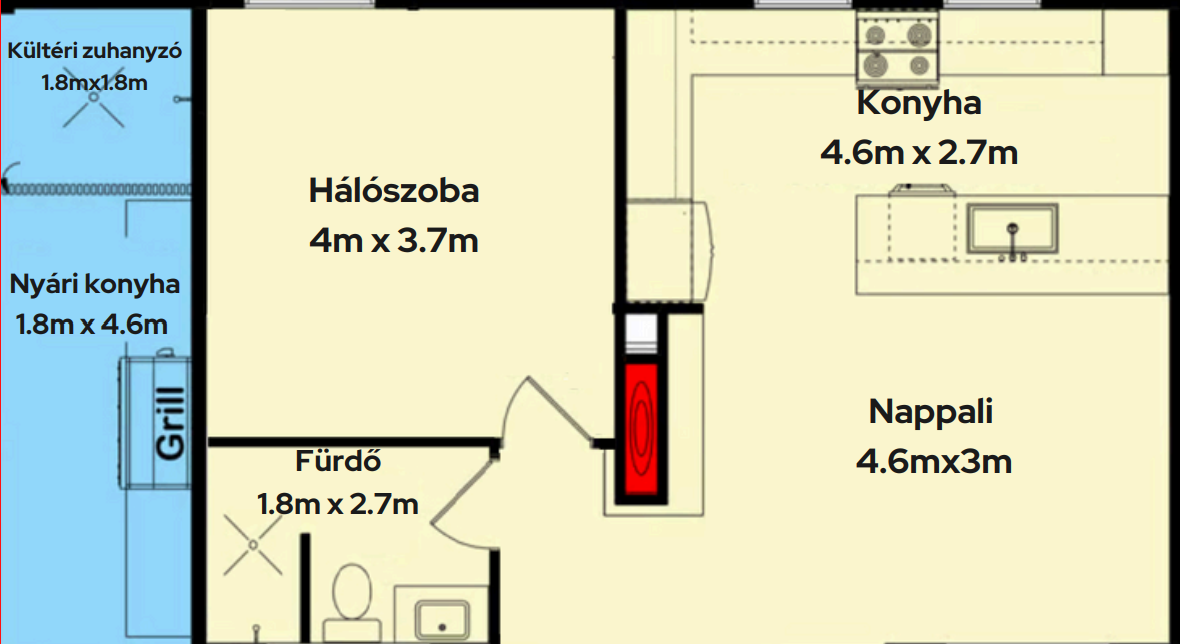 Kültéri zuhanyzó
1.8mx1.8m
Hálószoba
4m x 3.7m
Konyha
4.6m x 2.7m
Nyári konyha
1.8m x 4.6m
Grill
Fürdő
1.8m x 2.7m
Nappali
4.6mx3m